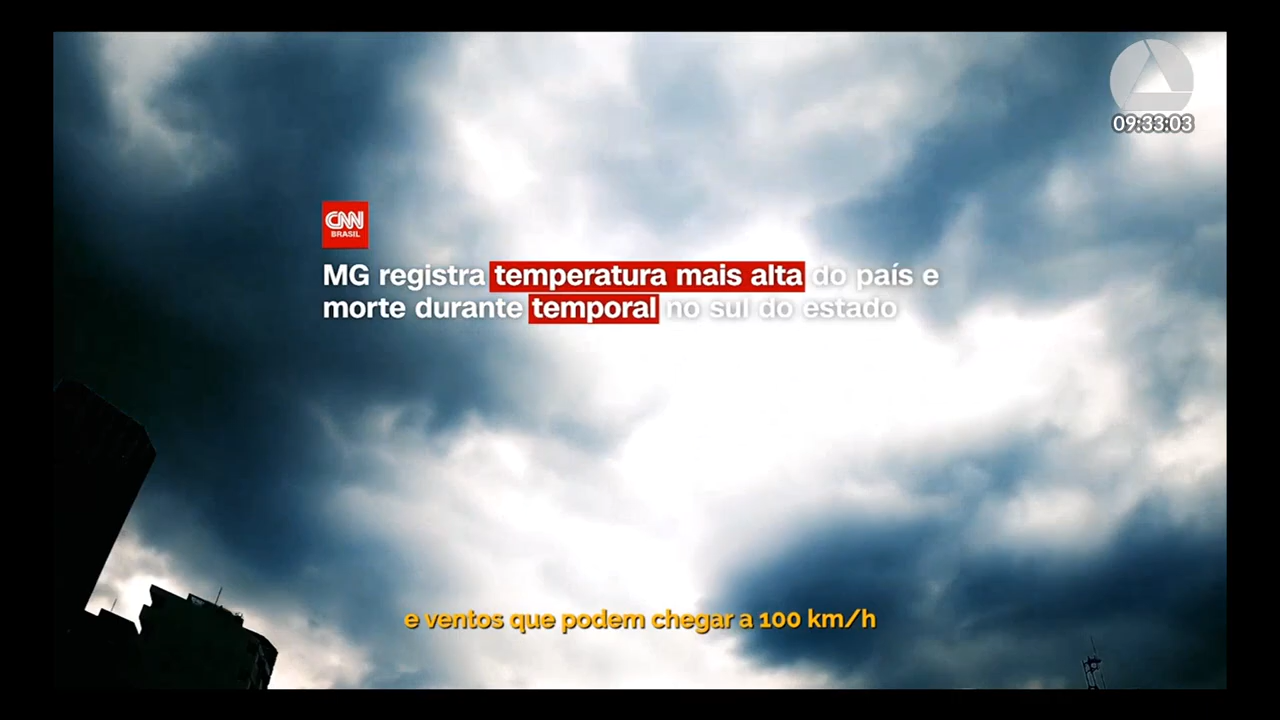 09:33:03
CNN
BRASIL
MG registra temperatura mais alta do país e
morte durante temporal no sul do estado
e ventos que podem chegar a 100 km/h